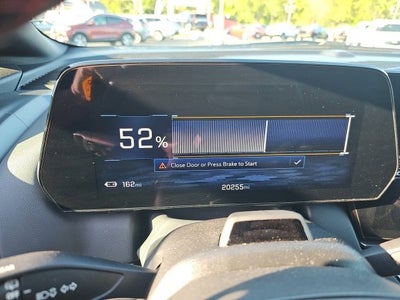 52%
Close Door or Press Brake to Start
162mi
20255mi